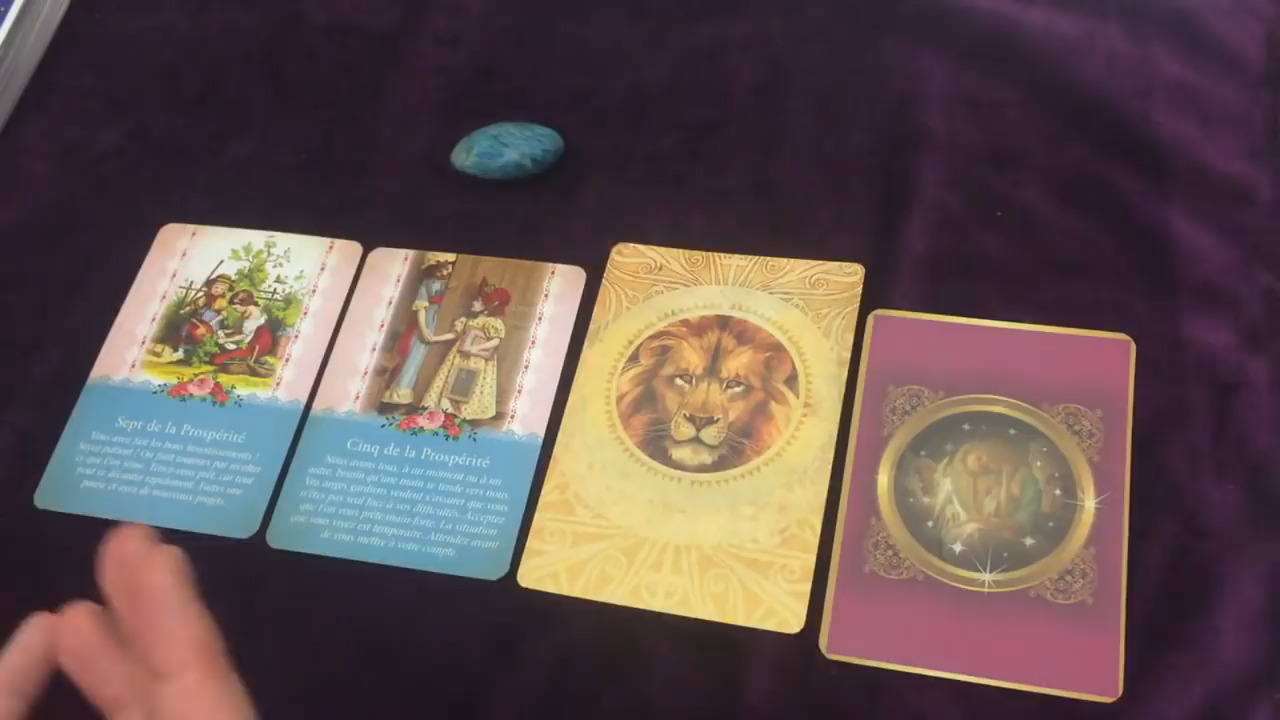 Sept de la Prospérité
Vous avez fait les bons investissements !
Soyez patient ! On finit toujours par récolter
ce que l'on sème. Tenez-vous prêt, car tout
peut se décanter rapidement. Faites une
pause et ayez de nouveaux projets.
Cinq de la Prospérité
Nous avons tous, à un moment ou à un
autre, besoin qu'une main se tende vers nous.
Vos anges gardiens veulent s'assurer que vous
n'êtes pas seul face à vos difficultés. Acceptez
que l'on vous prête main-forte. La situation
que vous vivez est temporaire. Attendez avant
de vous mettre à votre compte.